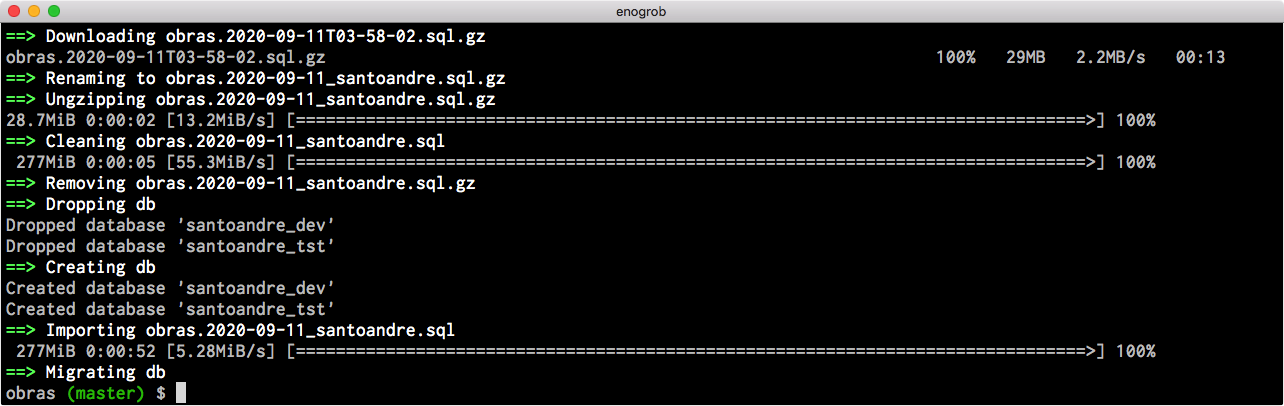 enogrob
==> Downloading obras.2020-09-11T03-58-02.sql.gz
obras.2020-09-11T03-58-02.sql.gz 100% 29MB 2.2MB/s 00:13
==> Renaming to obras.2020-09-11_santoandre.sql.gz
==> Ungzipping obras.2020-09-11_santoandre.sql.gz
28.7MiB 0:00:02 [13.2MiB/s] [===============================================================================>] 100%
==> Cleaning obras.2020-09-11_santoandre.sql
277MiB 0:00:05 [55.3MiB/s] [===============================================================================>] 100%
==> Removing obras.2020-09-11_santoandre.sql.gz
==> Dropping db
Dropped database 'santoandre_dev'
Dropped database 'santoandre_tst'
==> Creating db
Created database 'santoandre_dev'
Created database 'santoandre_tst'
==> Importing obras.2020-09-11_santoandre.sql
277MiB 0:00:52 [5.28MiB/s] [===============================================================================>] 100%
==> Migrating db
obras (master) $